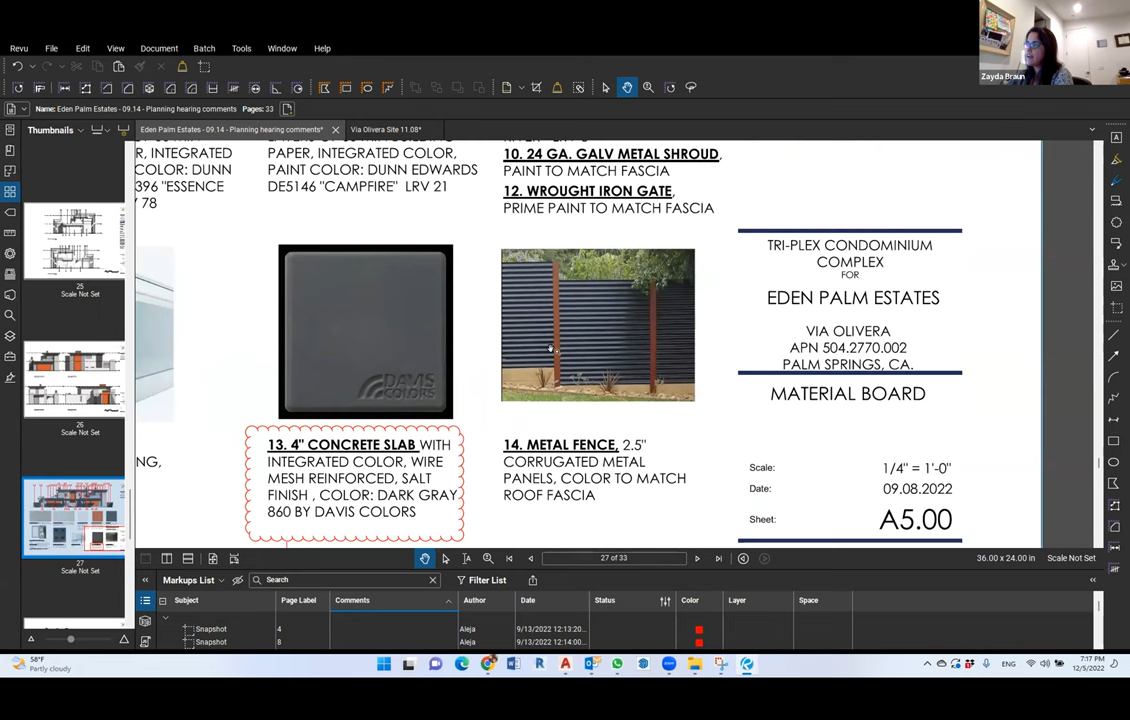 Zayda Braun
Revu File Edit View Document Batch Tools Window Help
Name: Eden Palm Estates - 09.14 - Planning hearing comments Pages: 33
Thumbnails
Eden Palm Estates - 09.14 - Planning hearing comments*
Via Olivera Site 11.08*
25
Scale Not Set
26
Scale Not Set
27
Scale Not Set
R, INTEGRATED
COLOR: DUNN
396 "ESSENCE
78
PAPER, INTEGRATED COLOR,
PAINT COLOR: DUNN EDWARDS
DE5146 "CAMPFIRE" LRV 21
10. 24 GA. GALV METAL SHROUD,
PAINT TO MATCH FASCIA
12. WROUGHT IRON GATE,
PRIME PAINT TO MATCH FASCIA
DAVIS
COLORS
NG,
13. 4" CONCRETE SLAB WITH
INTEGRATED COLOR, WIRE
MESH REINFORCED, SALT
FINISH , COLOR: DARK GRAY
860 BY DAVIS COLORS
14. METAL FENCE, 2.5"
CORRUGATED METAL
PANELS, COLOR TO MATCH
ROOF FASCIA
TRI-PLEX CONDOMINIUM
COMPLEX
FOR
EDEN PALM ESTATES
VIA OLIVERA
APN 504.2770.002
PALM SPRINGS, CA.
MATERIAL BOARD
Scale: 1/4" = 1'-0"
Date: 09.08.2022
Sheet: A5.00
27 of 33
36.00 x 24.00 in
Scale Not Set
Markups List
Search
Filter List
Subject Page Label Comments Author Date Status Color Layer Space
Snapshot 4 Aleja 9/13/2022 12:13:20...
Snapshot 8 Aleja 9/13/2022 12:14:00...
58°F
Partly cloudy
ENG
7:17 PM
12/5/2022